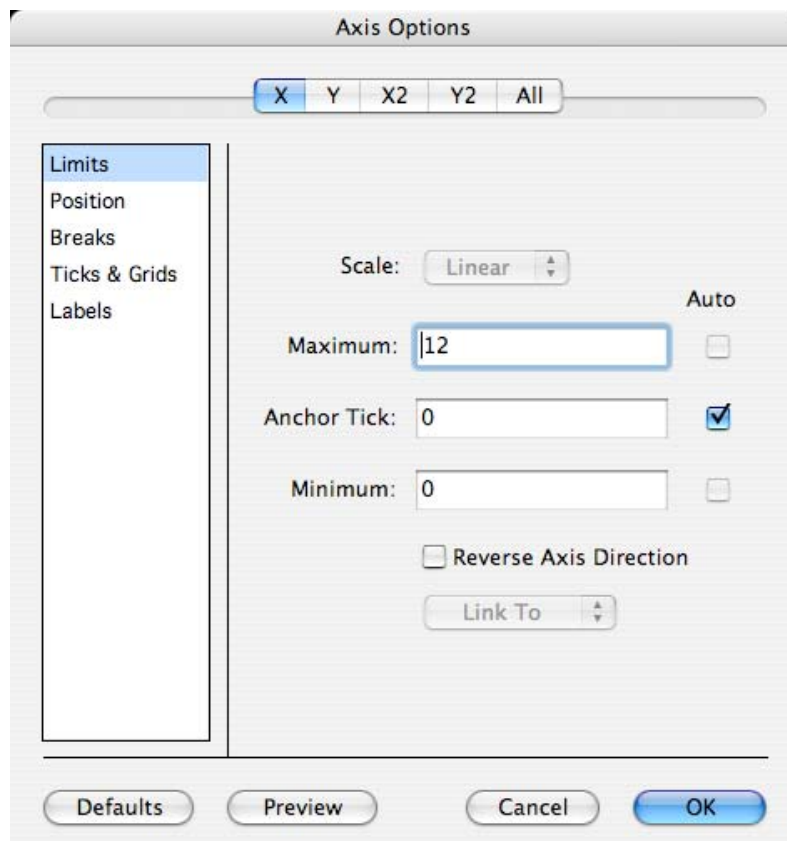 Axis Options
X Y X2 Y2 All
Limits
Position
Breaks
Ticks & Grids
Labels
Scale: Linear
Auto
Maximum: 12
Anchor Tick: 0
Minimum: 0
Reverse Axis Direction
Link To
Defaults Preview Cancel OK